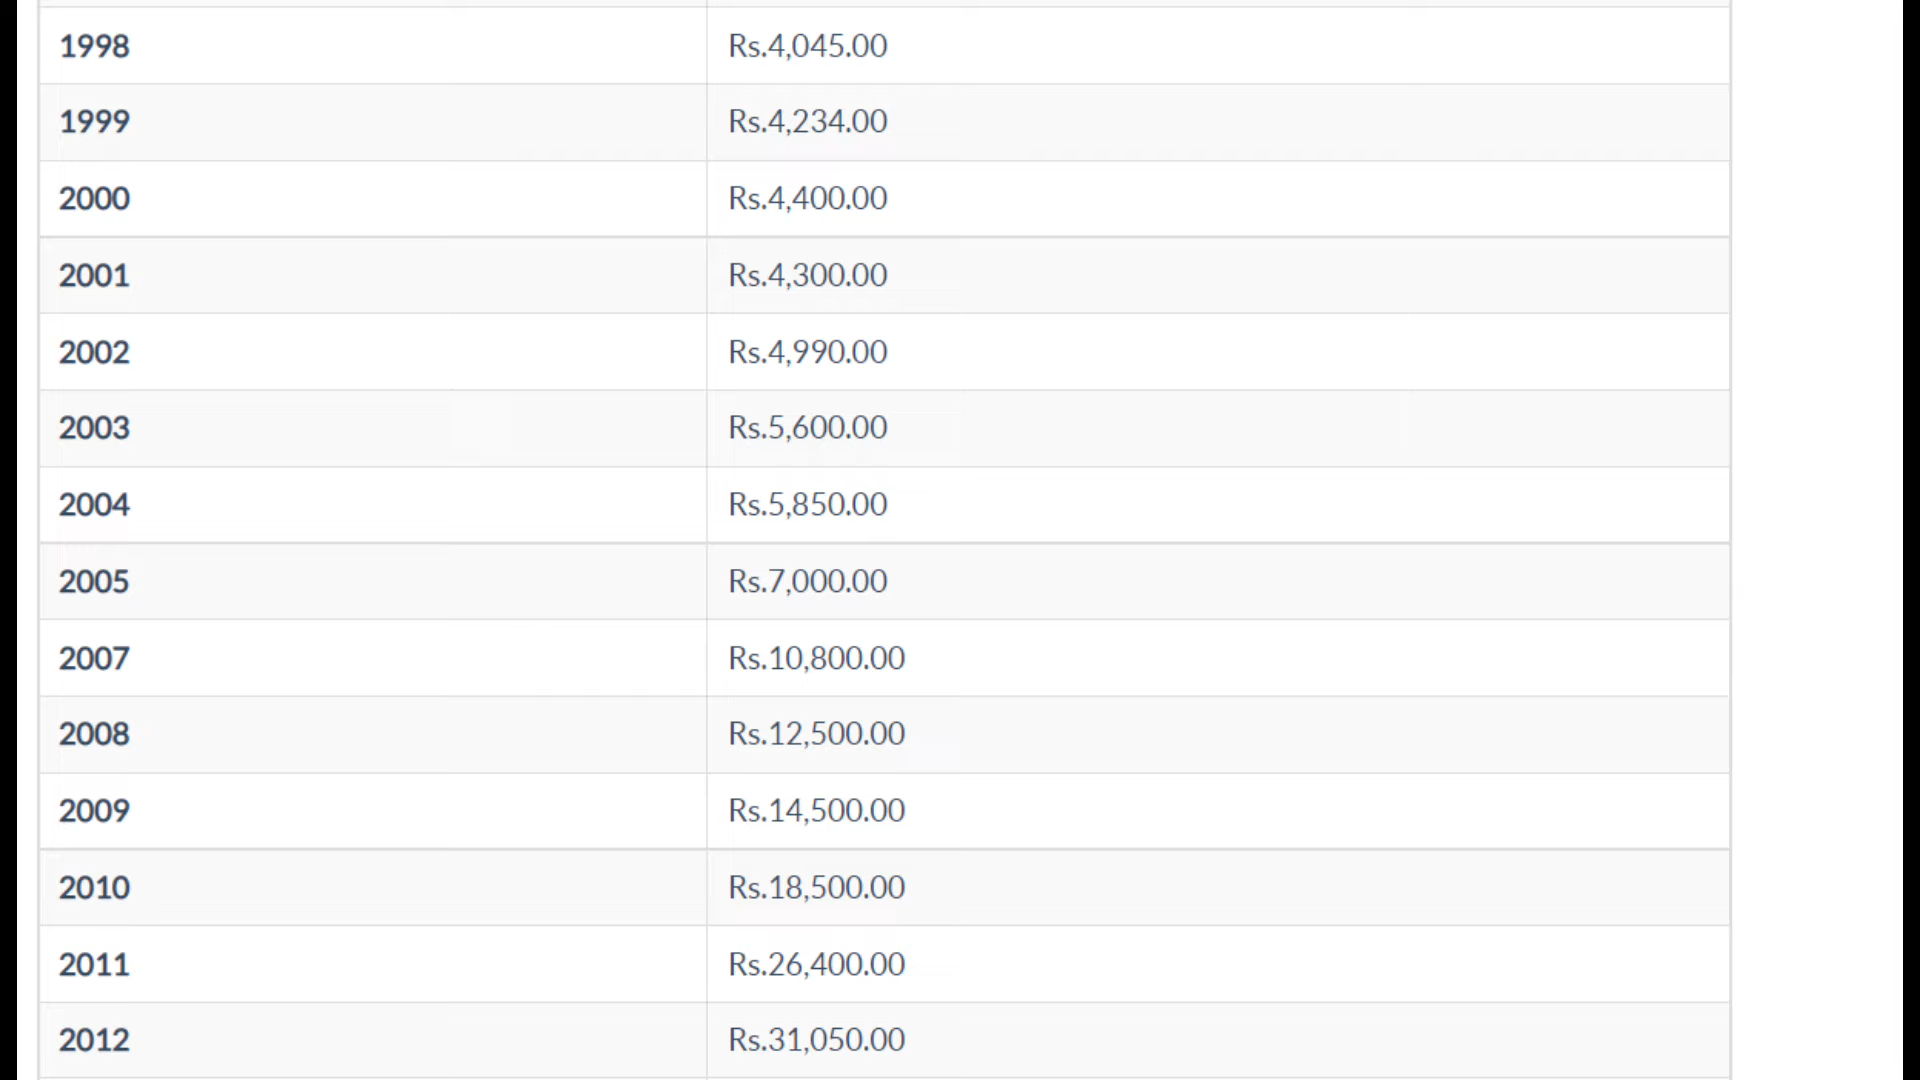 1998 Rs.4,045.00
1999 Rs.4,234.00
2000 Rs.4,400.00
2001 Rs.4,300.00
2002 Rs.4,990.00
2003 Rs.5,600.00
2004 Rs.5,850.00
2005 Rs.7,000.00
2007 Rs.10,800.00
2008 Rs.12,500.00
2009 Rs.14,500.00
2010 Rs.18,500.00
2011 Rs.26,400.00
2012 Rs.31,050.00